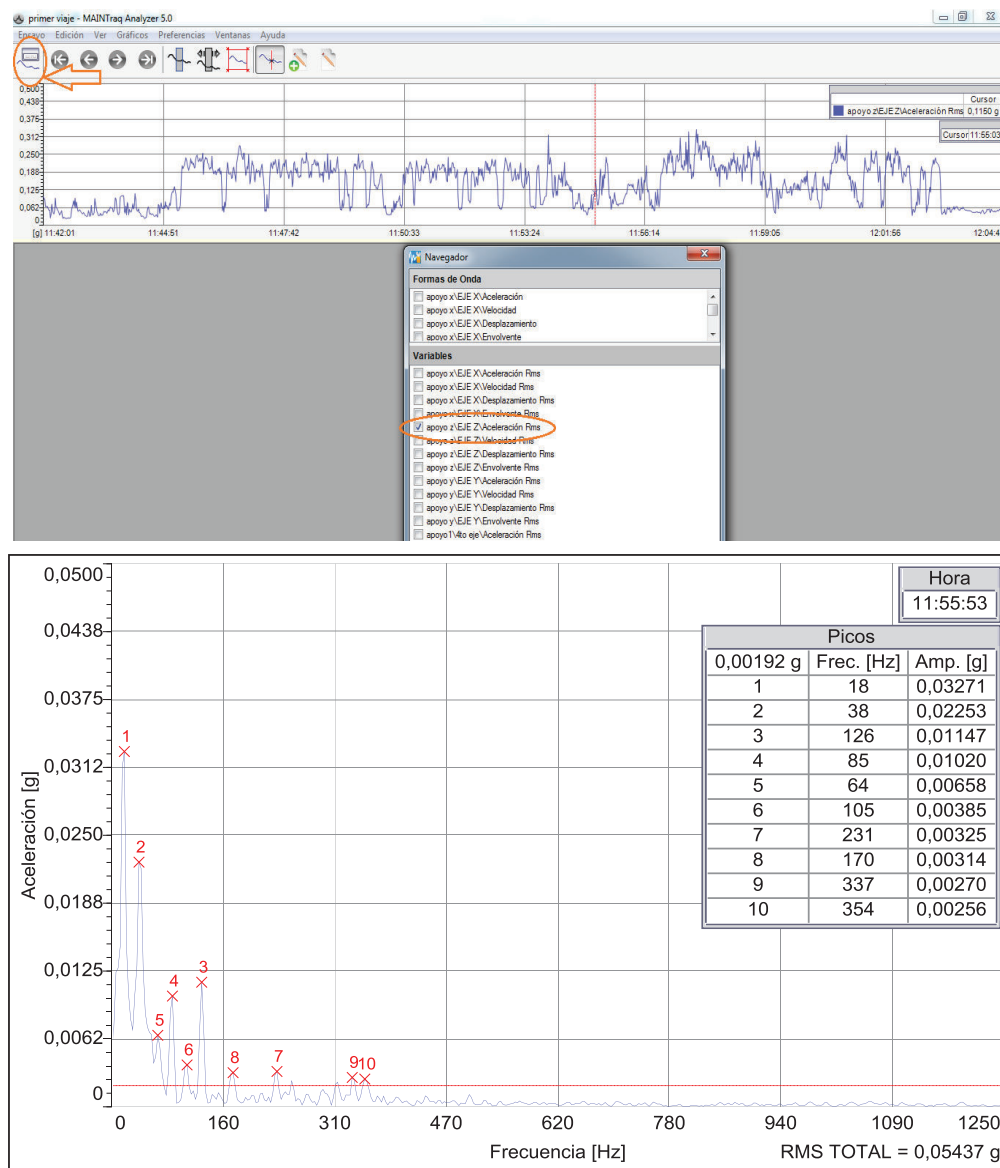 primer viaje - MAINTraq Analyzer 5.0
Ensayo Edición Ver Gráficos Preferencias Ventanas Ayuda
0,500
0,438
0,375
0,312
0,250
0,188
0,125
0,062
0
Cursor
apoyo z\EJE Z\Aceleración Rms 0,1150 g
Cursor 11:55:03
[g] 11:42:01 11:44:51 11:47:42 11:50:33 11:53:24 11:56:14 11:59:05 12:01:56 12:04:4
Navegador
Formas de Onda
apoyo x\EJE X\Aceleración
apoyo x\EJE X\Velocidad
apoyo x\EJE X\Desplazamiento
apoyo x\EJE X\Envolvente
Variables
apoyo x\EJE X\Aceleración Rms
apoyo x\EJE X\Velocidad Rms
apoyo x\EJE X\Desplazamiento Rms
apoyo x\EJE X\Envolvente Rms
apoyo z\EJE Z\Aceleración Rms
apoyo z\EJE Z\Velocidad Rms
apoyo z\EJE Z\Desplazamiento Rms
apoyo z\EJE Z\Envolvente Rms
apoyo y\EJE Y\Aceleración Rms
apoyo y\EJE Y\Velocidad Rms
apoyo y\EJE Y\Desplazamiento Rms
apoyo y\EJE Y\Envolvente Rms
apoyo1\4to eje\Aceleración Rms
Hora
11:55:53
Picos
0,00192 g Frec. [Hz] Amp. [g]
1 18 0,03271
2 38 0,02253
3 126 0,01147
4 85 0,01020
5 64 0,00658
6 105 0,00385
7 231 0,00325
8 170 0,00314
9 337 0,00270
10 354 0,00256
Aceleración [g]
0,0500
0,0438
0,0375
0,0312
0,0250
0,0188
0,0125
0,0062
0
1
2
3
4
5
6
8
7
9 10
0 160 310 470 620 780 940 1090 1250
Frecuencia [Hz]
RMS TOTAL = 0,05437 g